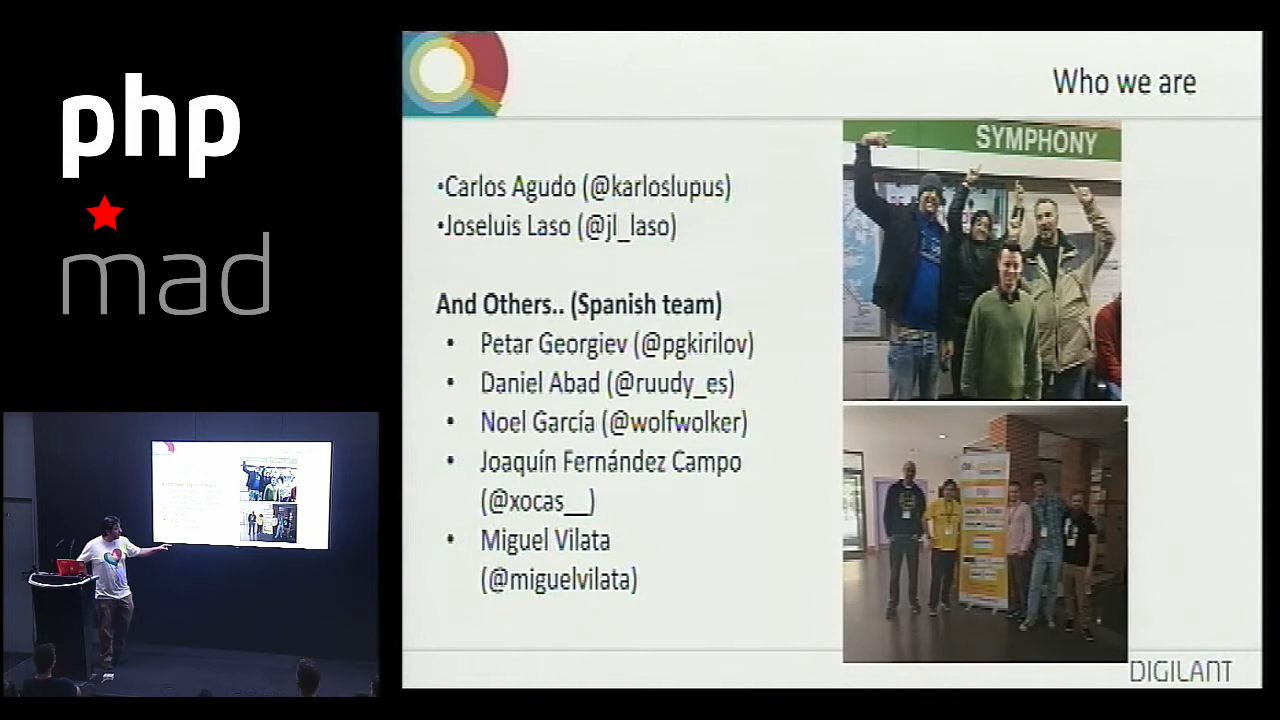 php
mad
Who we are
SYMPHONY
•Carlos Agudo (@karloslupus)
•Joseluis Laso (@jl_laso)
And Others.. (Spanish team)
• Petar Georgiev (@pgkirilov)
• Daniel Abad (@ruudy_es)
• Noel García (@wolfwolker)
• Joaquín Fernández Campo
(@xocas__)
• Miguel Vilata
(@miguelvilata)
DIGILANT